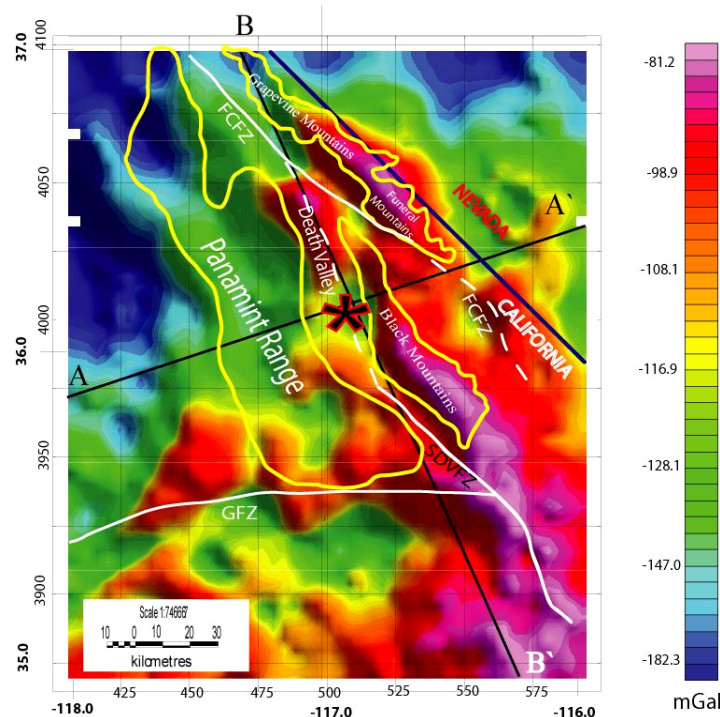 B
37.0
4100
-81.2
Grapevine Mountains
FCFZ
4050
Funeral
Mountains
NEVADA
-98.9
A`
Death Valley
Panamint Range
-108.1
4000
FCFZ
CALIFORNIA
36.0
Black Mountains
A
-116.9
3950
SDVFZ
-128.1
GFZ
-147.0
3900
Scale 1:746667
10 0 10 20 30
kilometres
35.0
B`
-182.3
mGal
425 450 475 500 525 550 575
-118.0 -117.0 -116.0